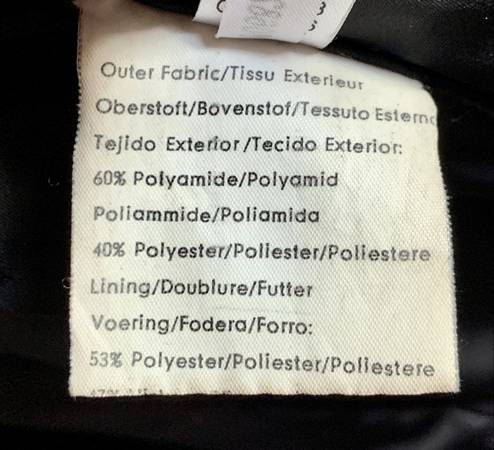 Outer Fabric/Tissu Exterieur
Oberstoft/Bovenstof/Tessuto Esterno
Tejido Exterior/Tecido Exterior:
60% Polyamide/Polyamid
Poliammide/Poliamida
40% Polyester/Poliester/Poliestere
Lining/Doublure/Futter
Voering/Fodera/Forro:
53% Polyester/Poliester/Poliestere